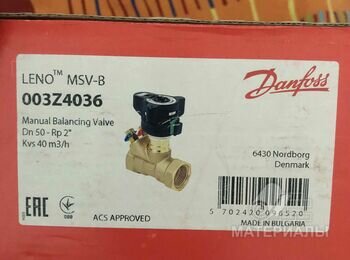 LENO™ MSV-B
003Z4036
Manual Balancing Valve
Dn 50 - Rp 2"
Kvs 40 m3/h
Danfoss
6430 Nordborg
Denmark
EAC
ACS APPROVED
5 702420 096520
MADE IN BULGARIA
МАТЕРИАЛЫ